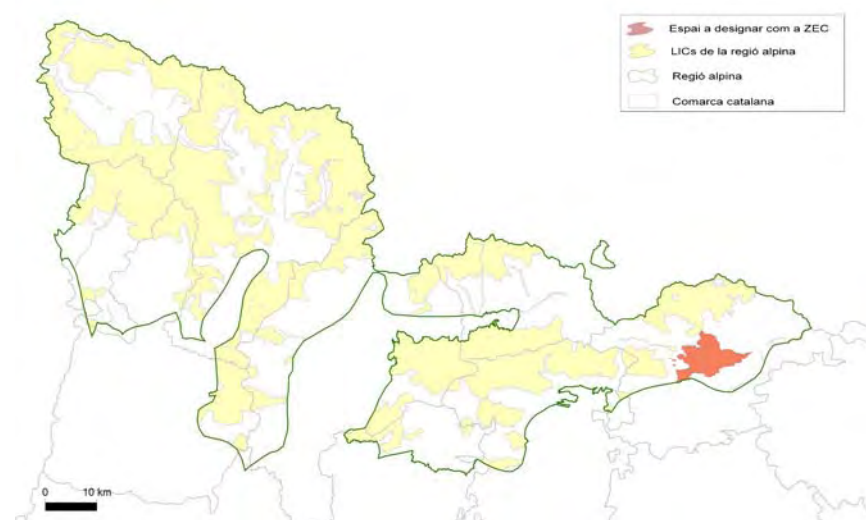 Espai a designar com a ZEC
LICs de la regió alpina
Regió alpina
Comarca catalana
0 10 km